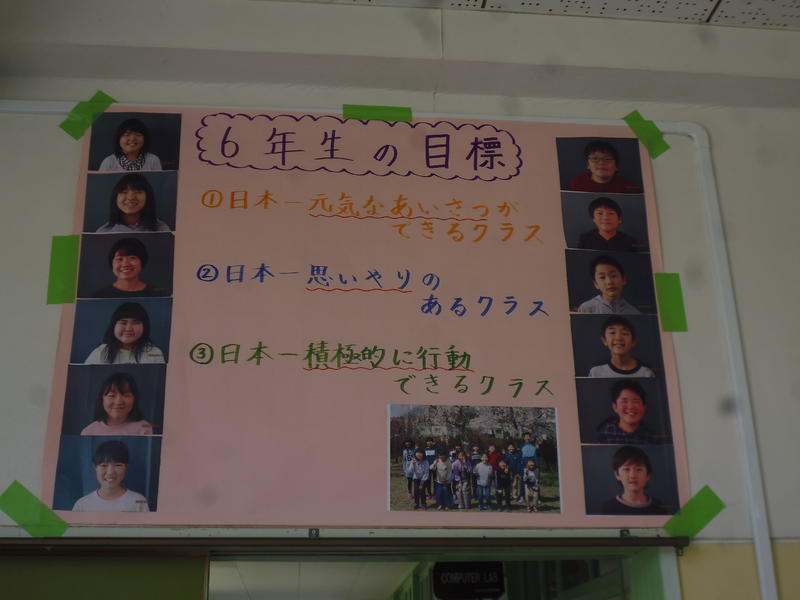 6年生の目標
①日本一元気なあいさつが
できるクラス
②日本一思いやりの
あるクラス
③日本一積極的に行動
できるクラス
COMPUTER LAB